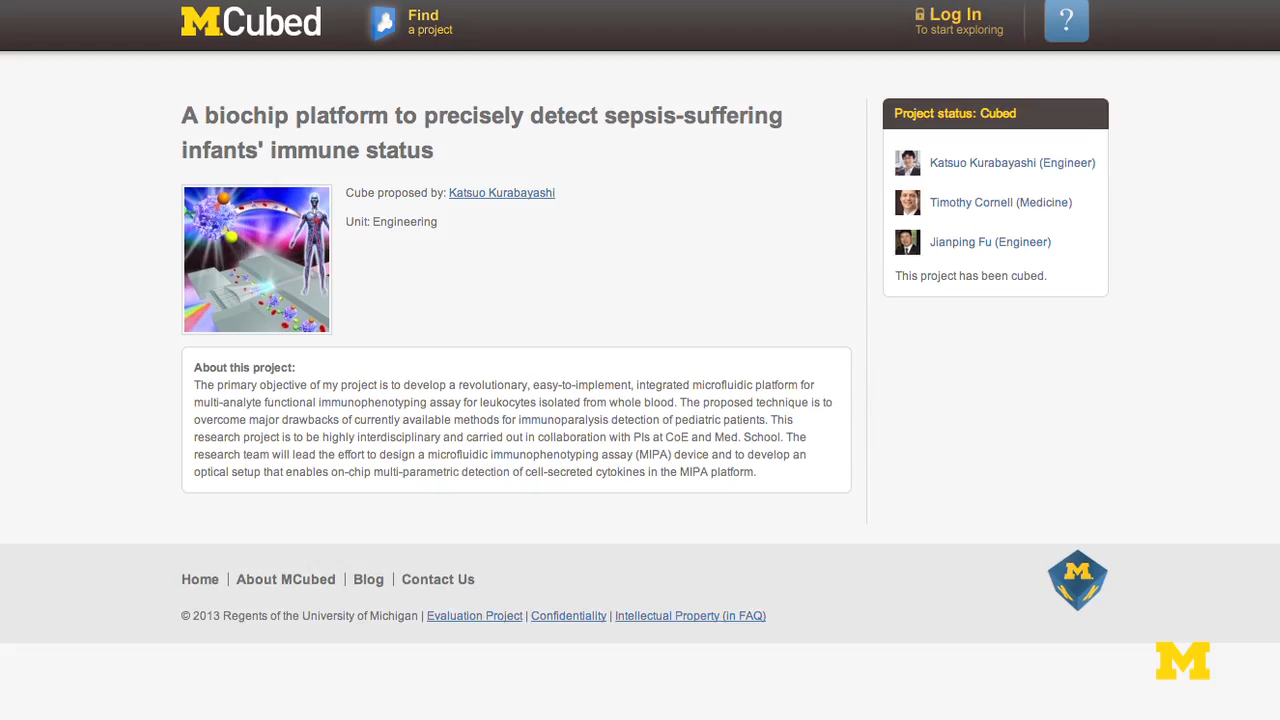 M.Cubed
Find
a project
Log In
To start exploring
?
A biochip platform to precisely detect sepsis-suffering
infants' immune status
Cube proposed by: Katsuo Kurabayashi
Unit: Engineering
Project status: Cubed
Katsuo Kurabayashi (Engineer)
Timothy Cornell (Medicine)
Jianping Fu (Engineer)
This project has been cubed.
About this project:
The primary objective of my project is to develop a revolutionary, easy-to-implement, integrated microfluidic platform for
multi-analyte functional immunophenotyping assay for leukocytes isolated from whole blood. The proposed technique is to
overcome major drawbacks of currently available methods for immunoparalysis detection of pediatric patients. This
research project is to be highly interdisciplinary and carried out in collaboration with PIs at CoE and Med. School. The
research team will lead the effort to design a microfluidic immunophenotyping assay (MIPA) device and to develop an
optical setup that enables on-chip multi-parametric detection of cell-secreted cytokines in the MIPA platform.
Home | About MCubed | Blog | Contact Us
© 2013 Regents of the University of Michigan | Evaluation Project | Confidentiality | Intellectual Property (in FAQ)
M.
M